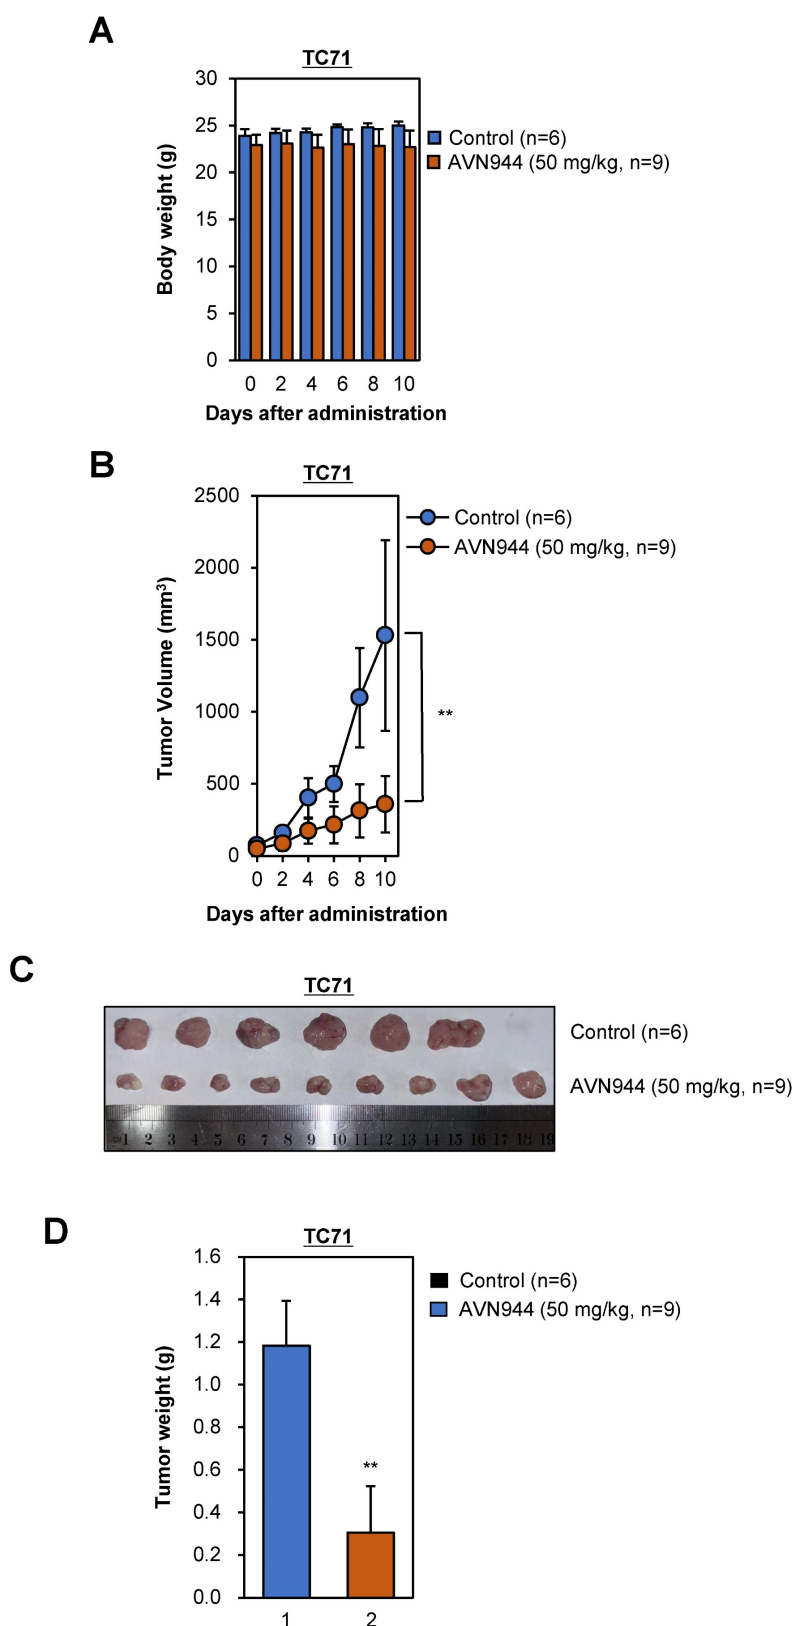 A
TC71
30
25
20
15
10
5
0
Body weight (g)
0 2 4 6 8 10
Days after administration
Control (n=6)
AVN944 (50 mg/kg, n=9)
B
TC71
2500
2000
1500
1000
500
0
Tumor Volume (mm³)
0 2 4 6 8 10
Days after administration
Control (n=6)
AVN944 (50 mg/kg, n=9)
**
C
TC71
Control (n=6)
AVN944 (50 mg/kg, n=9)
1 2 3 4 5 6 7 8 9 10 11 12 13 14 15 16 17 18 19
D
TC71
1.6
1.4
1.2
1.0
0.8
0.6
0.4
0.2
0.0
Tumor weight (g)
**
1 2
Control (n=6)
AVN944 (50 mg/kg, n=9)